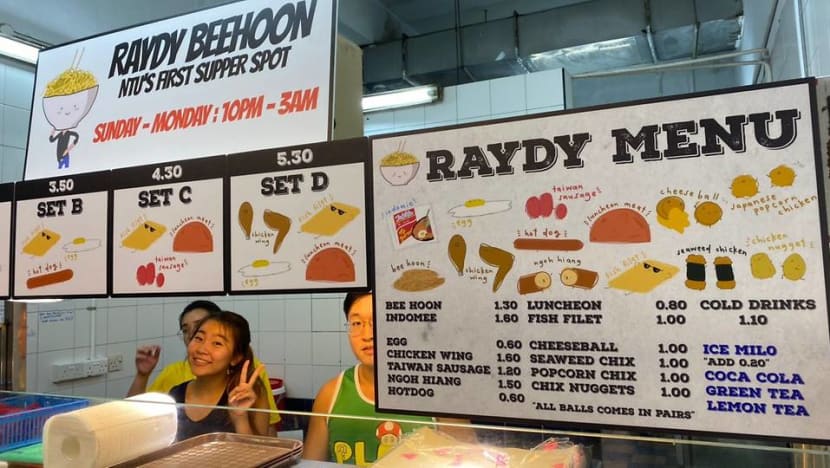 RAYDY BEEHOON
NTU'S FIRST SUPPER SPOT
SUNDAY - MONDAY : 10PM - 3AM
3.50
SET B
fish filet
egg
hot dog
4.30
SET C
fish filet
luncheon meat
taiwan sausage
5.30
SET D
chicken wing
fish filet
egg
luncheon meat
RAYDY MENU
indomie!
egg
taiwan sausage
luncheon meat
cheese ball
japanese popcorn chicken
hot dog
bee hoon
chicken wing
ngoh hiang
fish filet
seaweed chicken
chicken nugget
BEE HOON 1.30
INDOMEE 1.60
EGG 0.60
CHICKEN WING 1.60
TAIWAN SAUSAGE 1.20
NGOH HIANG 1.50
HOTDOG 0.60
LUNCHEON 0.80
FISH FILET 1.00
CHEESEBALL 1.00
SEAWEED CHIX 1.00
POPCORN CHIX 1.00
CHIX NUGGETS 1.00
"ALL BALLS COMES IN PAIRS"
COLD DRINKS
1.10
ICE MILO
"ADD 0.20"
COCA COLA
GREEN TEA
LEMON TEA